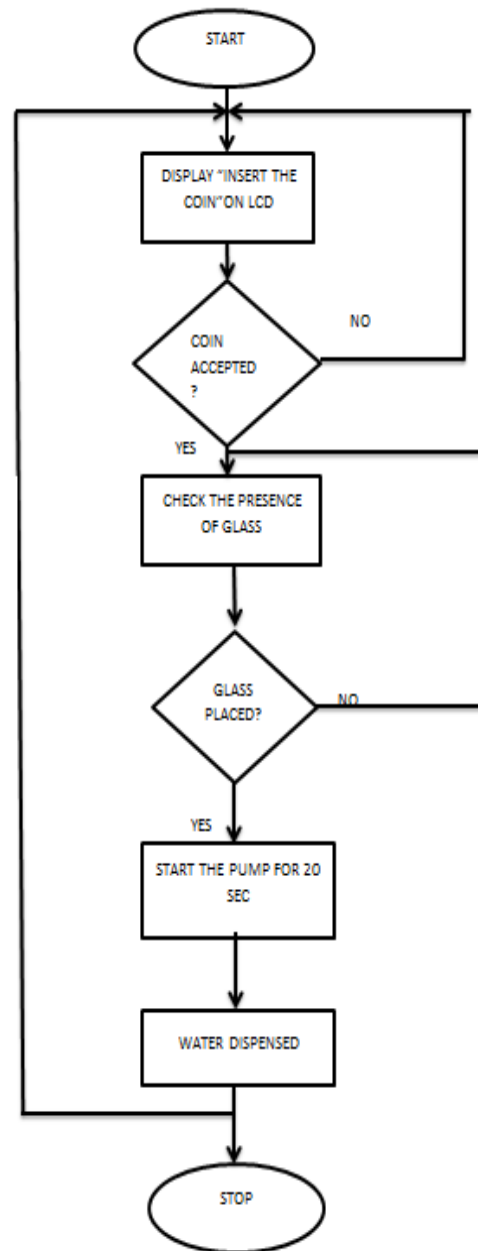 START
DISPLAY "INSERT THE
COIN"ON LCD
COIN
ACCEPTED
?
NO
YES
CHECK THE PRESENCE
OF GLASS
GLASS
PLACED?
NO
YES
START THE PUMP FOR 20
SEC
WATER DISPENSED
STOP